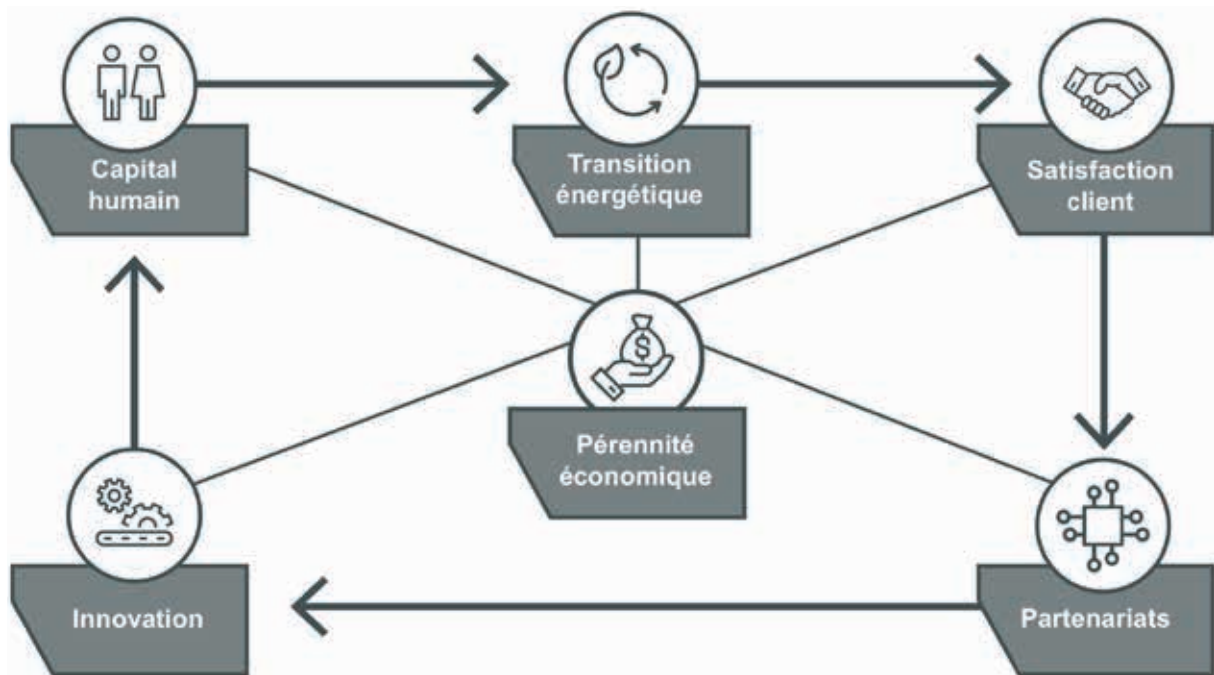 Capital
humain
Transition
énergétique
Satisfaction
client
$
Pérennité
économique
Innovation
Partenariats